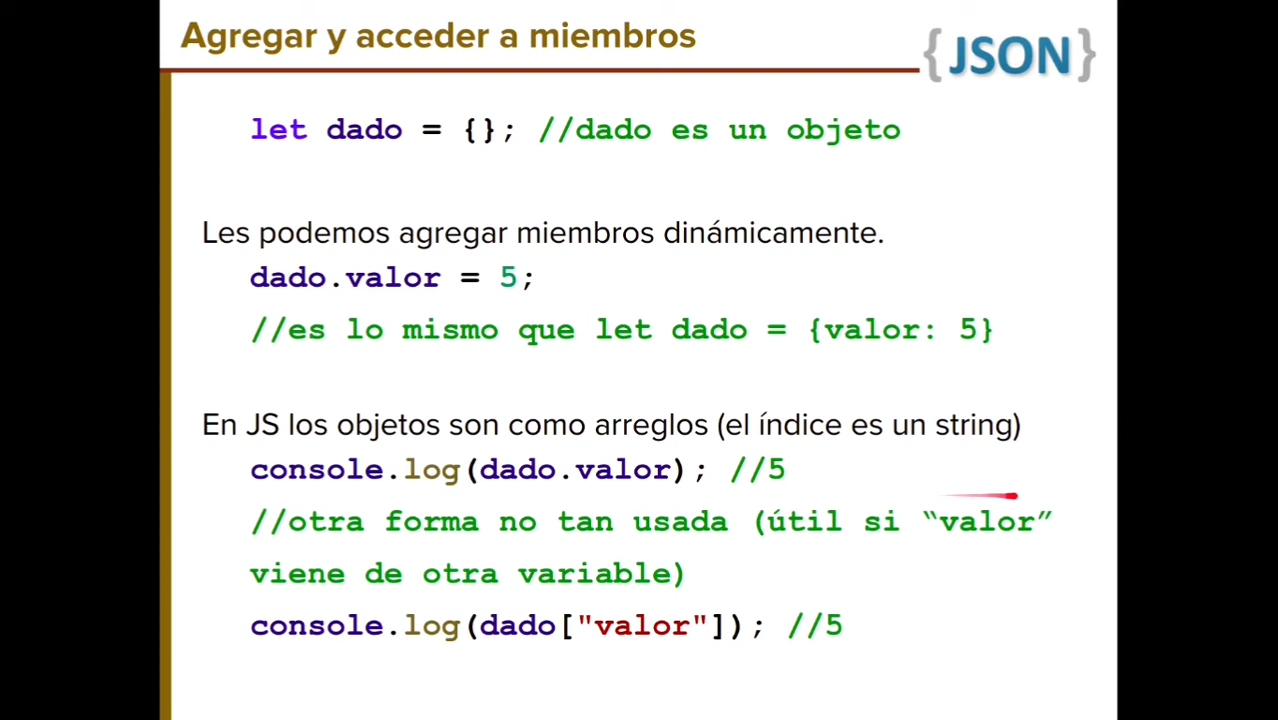 Agregar y acceder a miembros
{JSON}
let dado = {}; //dado es un objeto
Les podemos agregar miembros dinámicamente.
dado.valor = 5;
//es lo mismo que let dado = {valor: 5}
En JS los objetos son como arreglos (el índice es un string)
console.log(dado.valor); //5
//otra forma no tan usada (útil si “valor”
viene de otra variable)
console.log(dado["valor"]); //5